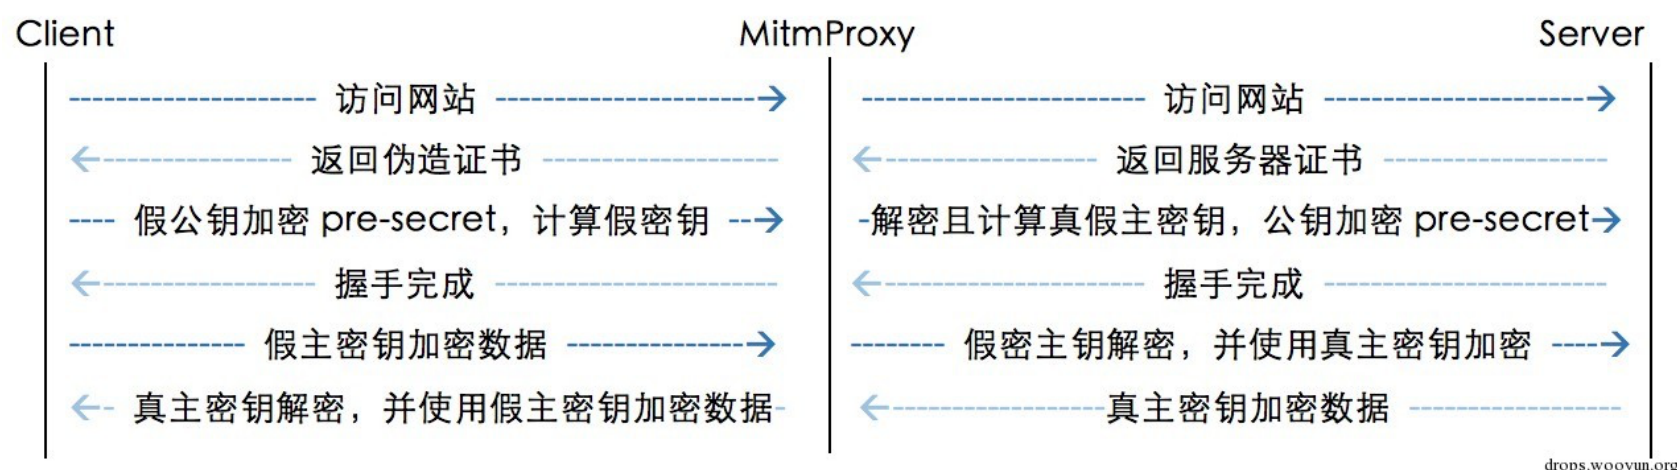 Client MitmProxy Server
访问网站 访问网站
返回伪造证书 返回服务器证书
假公钥加密 pre-secret，计算假密钥 解密且计算真假主密钥，公钥加密 pre-secret
握手完成 握手完成
假主密钥加密数据 假密主钥解密，并使用真主密钥加密
真主密钥解密，并使用假主密钥加密数据 真主密钥加密数据
drops.wooyun.org